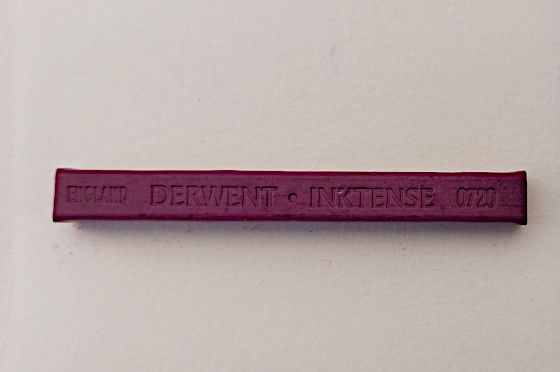 ENGLAND DERWENT • INKTENSE 0720